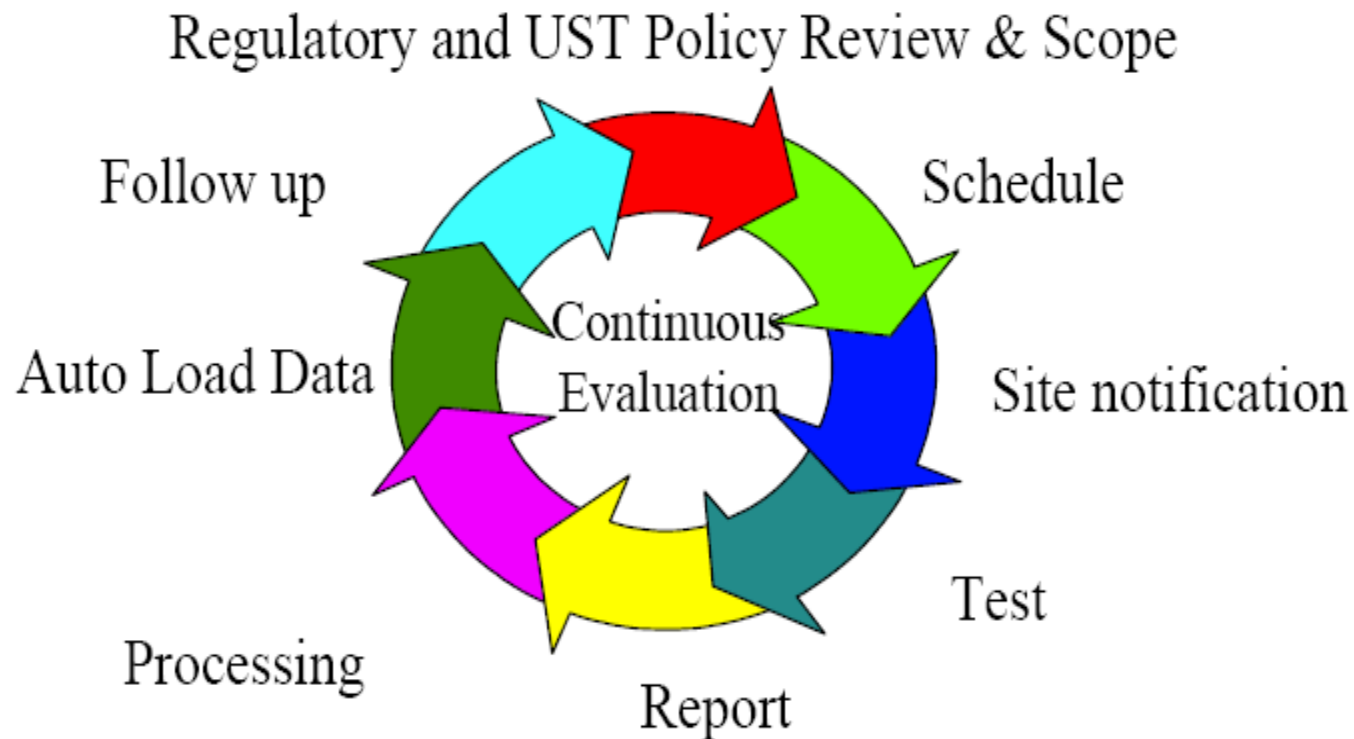 Regulatory and UST Policy Review & Scope
Schedule
Site notification
Test
Report
Processing
Auto Load Data
Follow up
Continuous
Evaluation